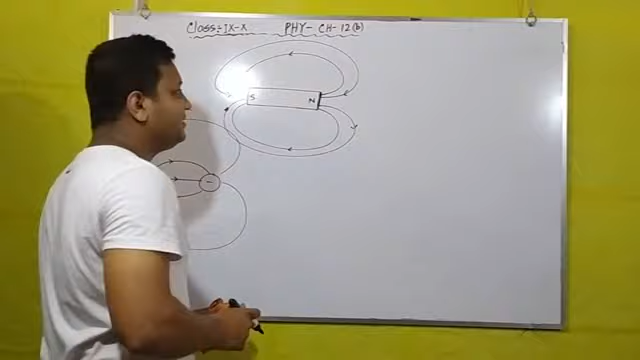 Class:- IX-X PHY- CH-12(b)
S N
-